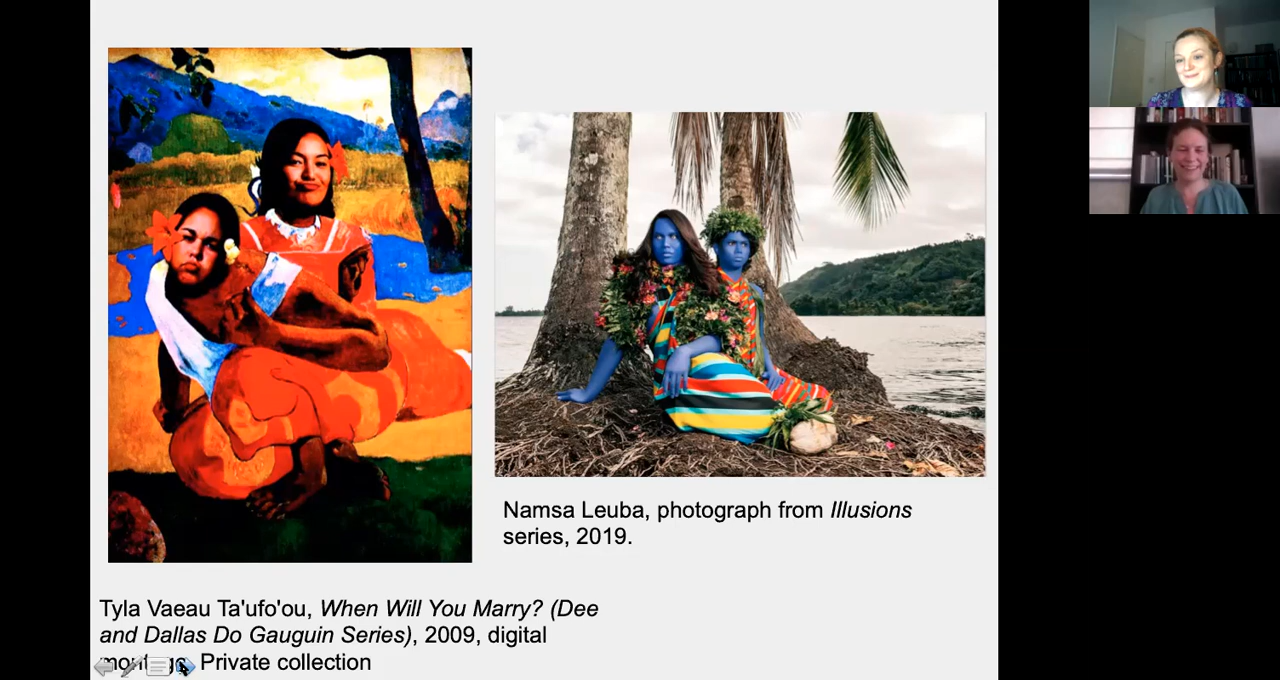 Namsa Leuba, photograph from Illusions
series, 2019.
Tyla Vaeau Ta'ufo'ou, When Will You Marry? (Dee
and Dallas Do Gauguin Series), 2009, digital
Private collection